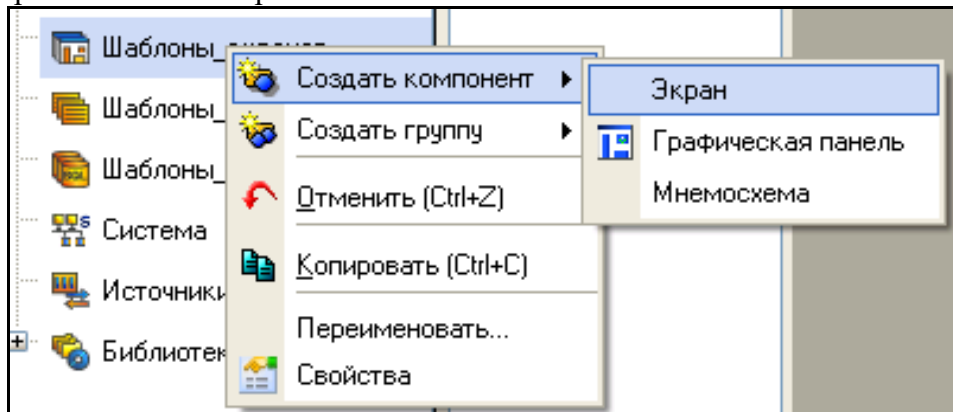 Шаблоны_
Создать компонент
Экран
Шаблоны_
Создать группу
Графическая панель
Шаблоны_
Отменить (Ctrl+Z)
Мнемосхема
Система
Копировать (Ctrl+C)
Источники
Переименовать...
Библиотек
Свойства